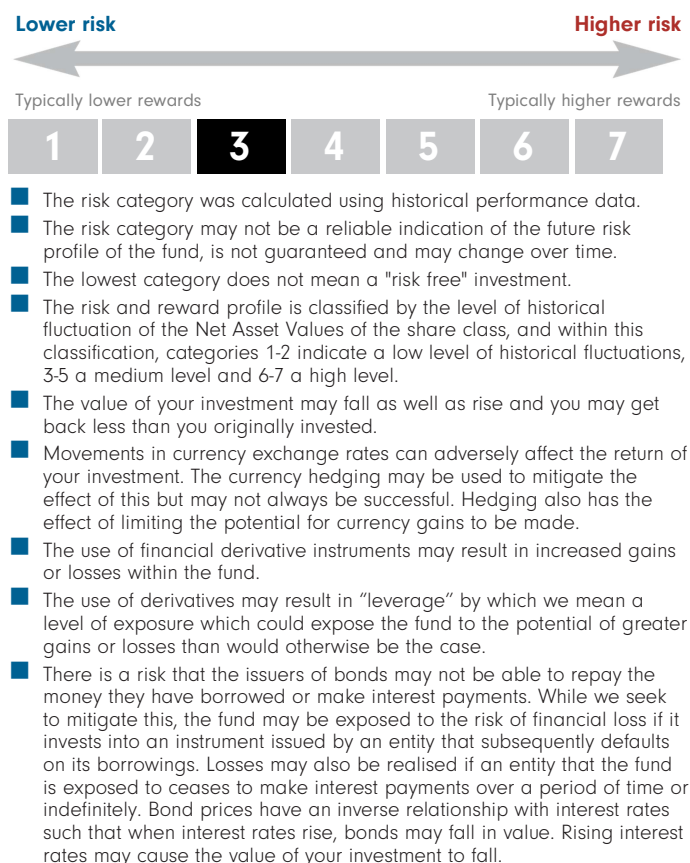 Lower risk Higher risk
Typically lower rewards Typically higher rewards
1 2 3 4 5 6 7
The risk category was calculated using historical performance data.
The risk category may not be a reliable indication of the future risk
profile of the fund, is not guaranteed and may change over time.
The lowest category does not mean a "risk free" investment.
The risk and reward profile is classified by the level of historical
fluctuation of the Net Asset Values of the share class, and within this
classification, categories 1-2 indicate a low level of historical fluctuations,
3-5 a medium level and 6-7 a high level.
The value of your investment may fall as well as rise and you may get
back less than you originally invested.
Movements in currency exchange rates can adversely affect the return of
your investment. The currency hedging may be used to mitigate the
effect of this but may not always be successful. Hedging also has the
effect of limiting the potential for currency gains to be made.
The use of financial derivative instruments may result in increased gains
or losses within the fund.
The use of derivatives may result in “leverage” by which we mean a
level of exposure which could expose the fund to the potential of greater
gains or losses than would otherwise be the case.
There is a risk that the issuers of bonds may not be able to repay the
money they have borrowed or make interest payments. While we seek
to mitigate this, the fund may be exposed to the risk of financial loss if it
invests into an instrument issued by an entity that subsequently defaults
on its borrowings. Losses may also be realised if an entity that the fund
is exposed to ceases to make interest payments over a period of time or
indefinitely. Bond prices have an inverse relationship with interest rates
such that when interest rates rise, bonds may fall in value. Rising interest
rates may cause the value of your investment to fall.